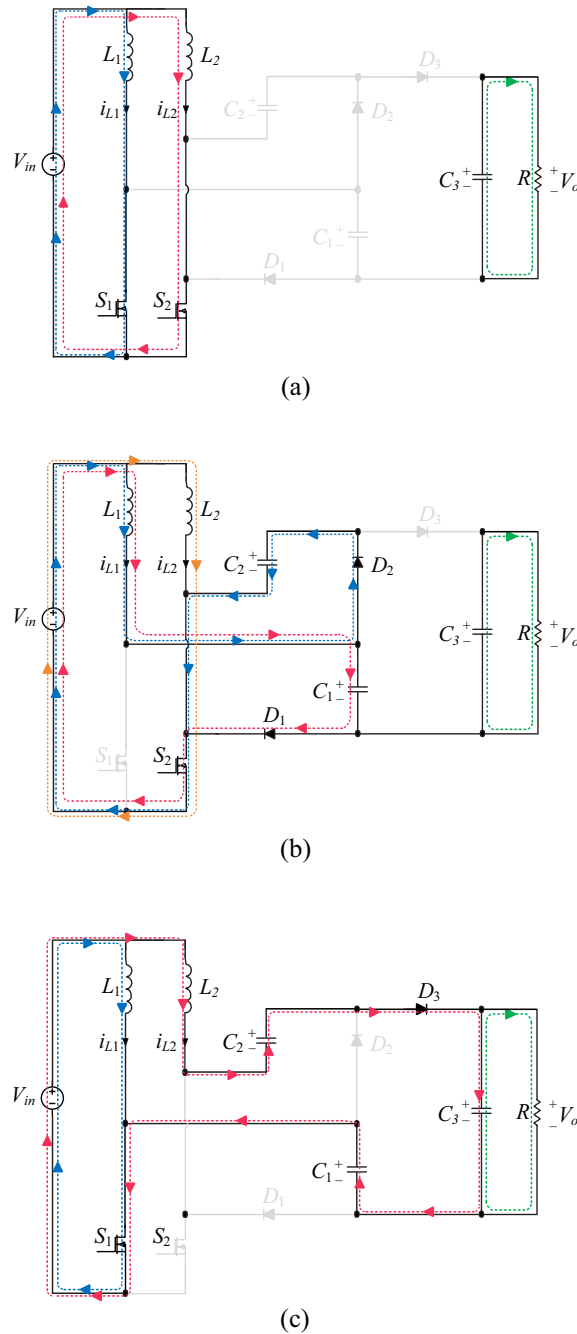 L1 L2 D3
iL1 iL2 C2 - + D2
Vin + - C3 - + R + - Vo
C1 - +
D1
S1 S2
(a)
L1 L2 D3
iL1 iL2 C2 - + D2
Vin + - C3 - + R + - Vo
C1 - +
D1
S1 S2
(b)
L1 L2 D3
iL1 iL2 C2 - + D2
Vin + - C3 - + R + - Vo
C1 - +
D1
S1 S2
(c)